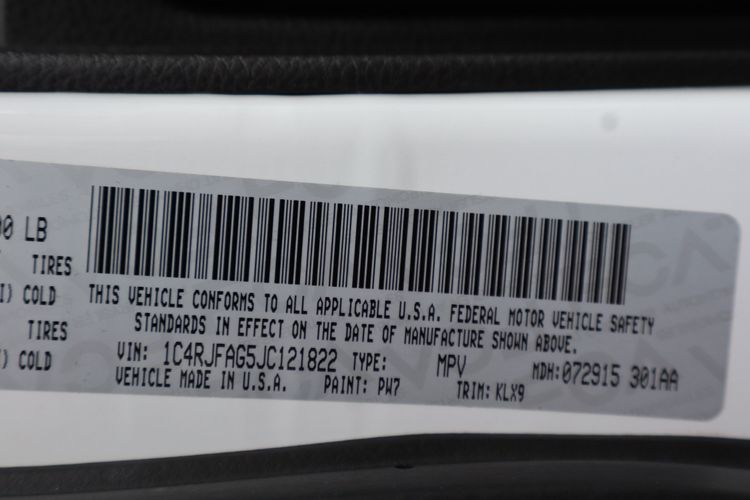 00 LB
TIRES
I) COLD
TIRES
) COLD
THIS VEHICLE CONFORMS TO ALL APPLICABLE U.S.A. FEDERAL MOTOR VEHICLE SAFETY
STANDARDS IN EFFECT ON THE DATE OF MANUFACTURE SHOWN ABOVE.
VIN: 1C4RJFAG5JC121822 TYPE: MPV MDH:072915 301AA
VEHICLE MADE IN U.S.A. PAINT: PW7 TRIM: KLX9